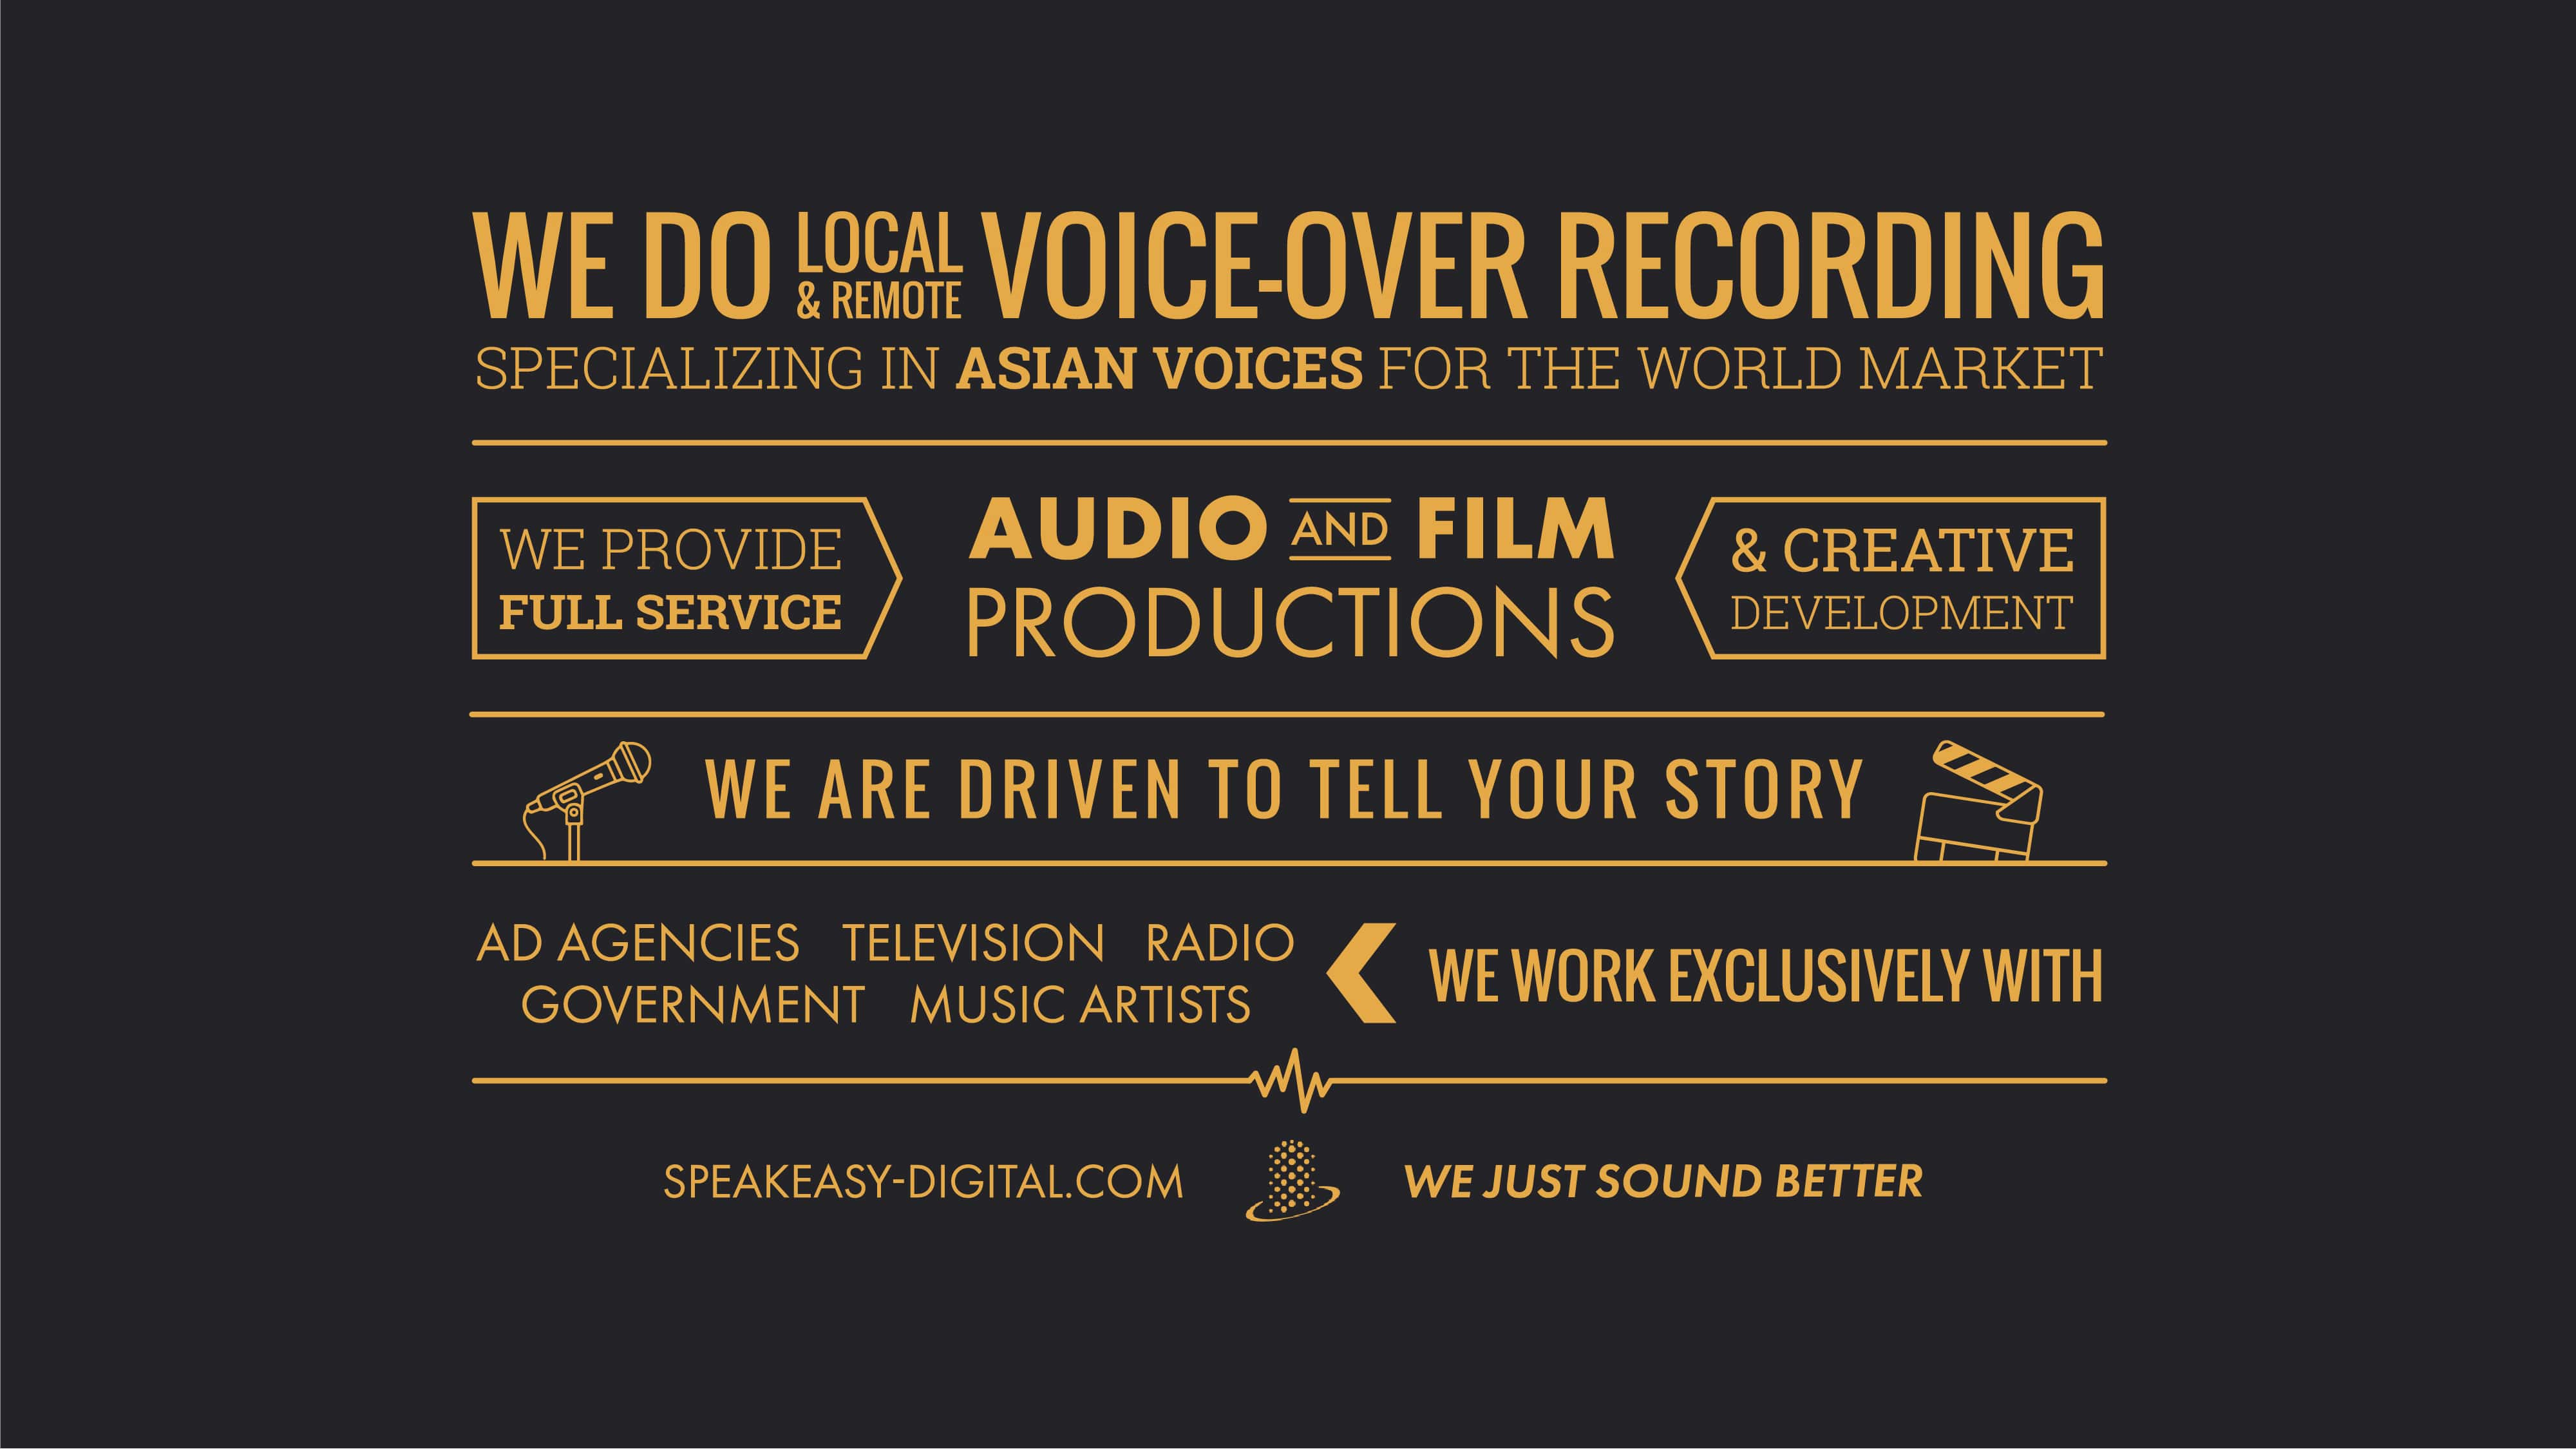 WE DO LOCAL & REMOTE VOICE-OVER RECORDING
SPECIALIZING IN ASIAN VOICES FOR THE WORLD MARKET
WE PROVIDE
FULL SERVICE
AUDIO AND FILM
PRODUCTIONS
& CREATIVE
DEVELOPMENT
WE ARE DRIVEN TO TELL YOUR STORY
AD AGENCIES TELEVISION RADIO
GOVERNMENT MUSIC ARTISTS
WE WORK EXCLUSIVELY WITH
SPEAKEASY-DIGITAL.COM
WE JUST SOUND BETTER